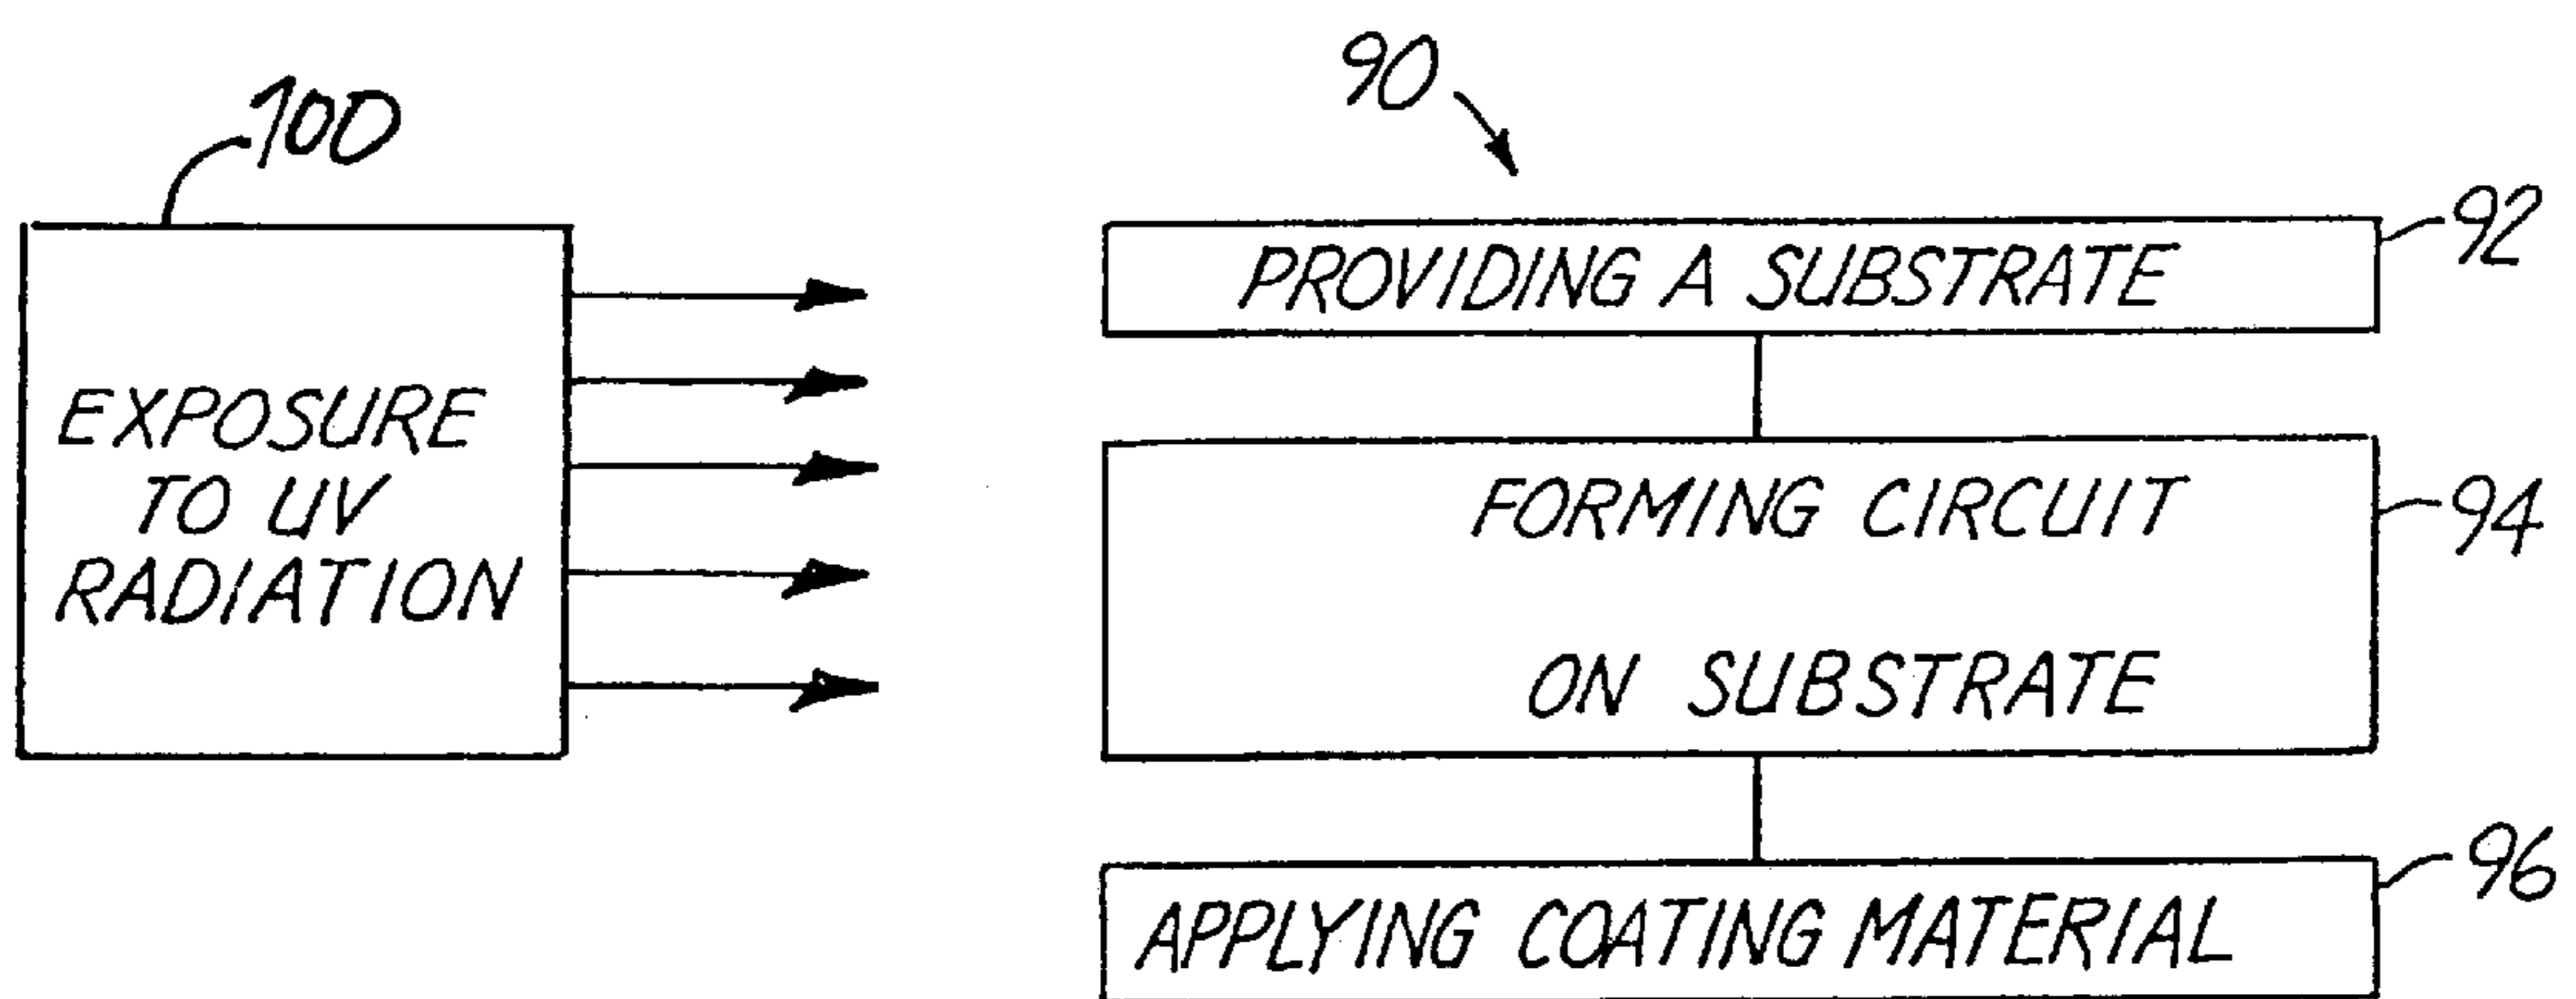 100
EXPOSURE
TO UV
RADIATION
90
PROVIDING A SUBSTRATE
92
FORMING CIRCUIT
ON SUBSTRATE
94
APPLYING COATING MATERIAL
96